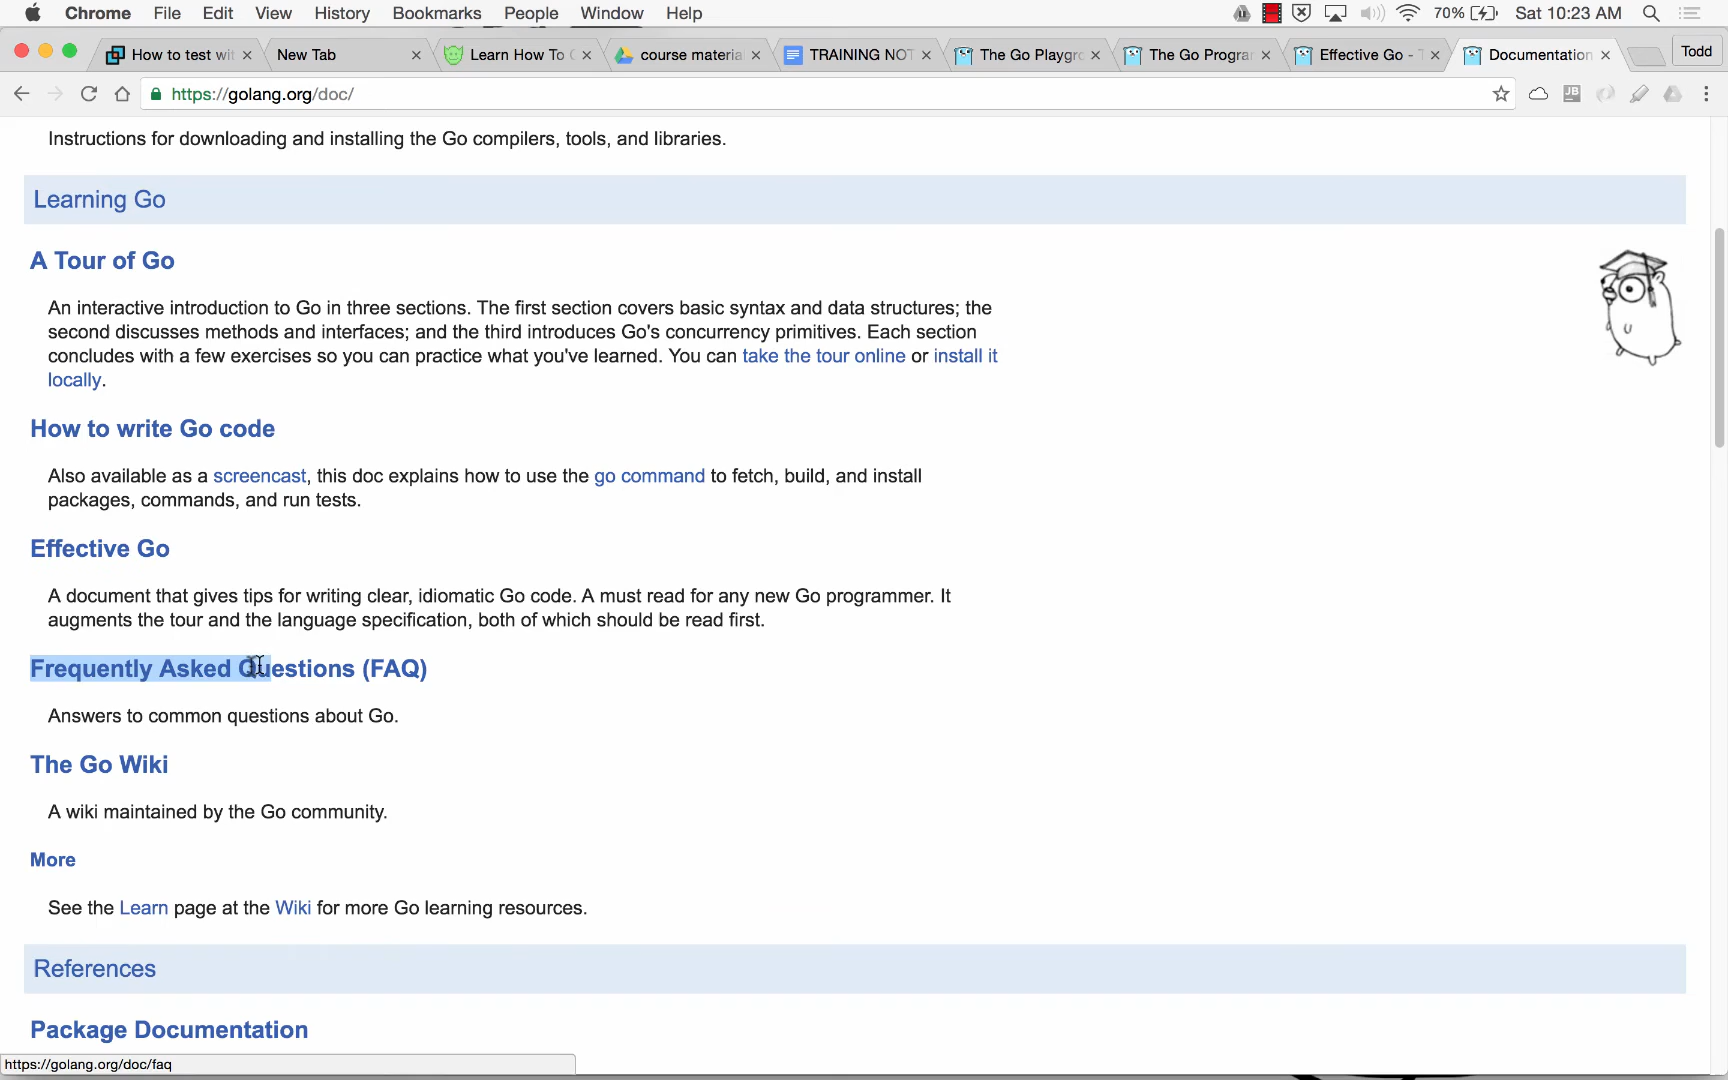 Chrome File Edit View History Bookmarks People Window Help 70% Sat 10:23 AM
How to test wit New Tab Learn How To course materia TRAINING NOT The Go Playgr The Go Progra Effective Go - Documentation Todd
https://golang.org/doc/ JB
Instructions for downloading and installing the Go compilers, tools, and libraries.
Learning Go
A Tour of Go
An interactive introduction to Go in three sections. The first section covers basic syntax and data structures; the
second discusses methods and interfaces; and the third introduces Go's concurrency primitives. Each section
concludes with a few exercises so you can practice what you've learned. You can take the tour online or install it
locally.
How to write Go code
Also available as a screencast, this doc explains how to use the go command to fetch, build, and install
packages, commands, and run tests.
Effective Go
A document that gives tips for writing clear, idiomatic Go code. A must read for any new Go programmer. It
augments the tour and the language specification, both of which should be read first.
Frequently Asked Questions (FAQ)
Answers to common questions about Go.
The Go Wiki
A wiki maintained by the Go community.
More
See the Learn page at the Wiki for more Go learning resources.
References
Package Documentation
https://golang.org/doc/faq